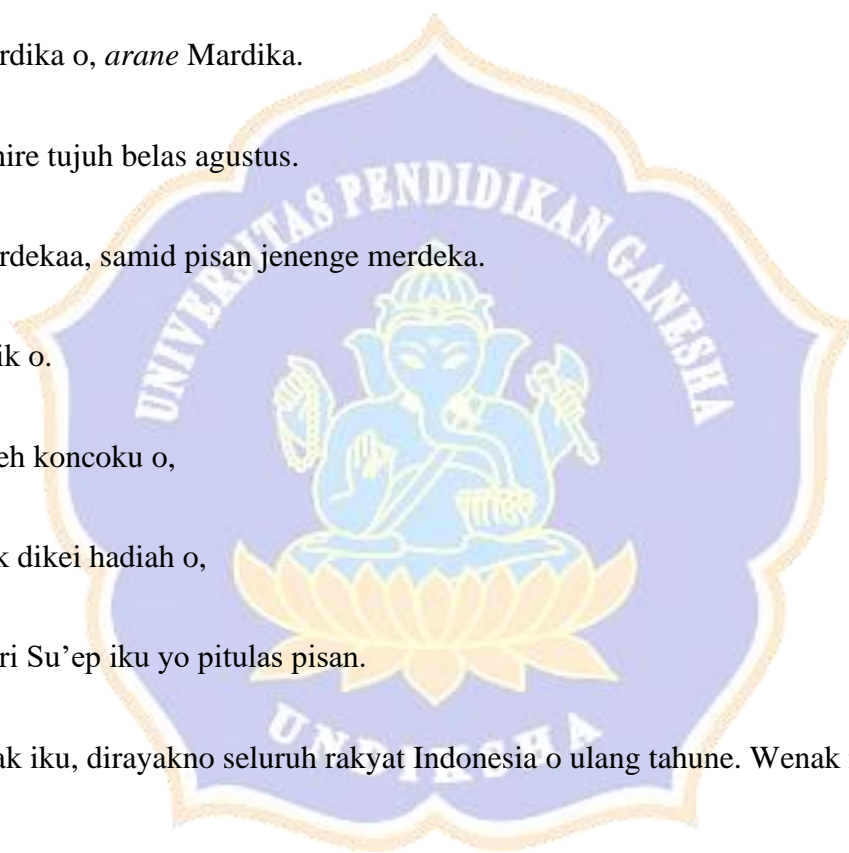 rdika o, arane Mardika.
ire tujuh belas agustus.
UNIVERSITAS PENDIDIKAN GANESHA
rdekaa, samid pisan jenenge merdeka.
ik o.
eh koncoku o,
k dikei hadiah o,
ri Su’ep iku yo pitulas pisan.
UNDIKSHA
ak iku, dirayakno seluruh rakyat Indonesia o ulang tahune. Wenak